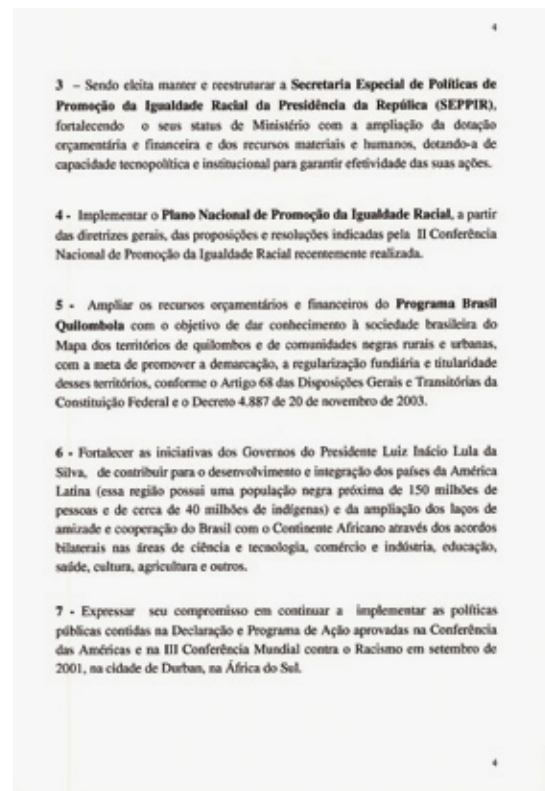 4
3 – Sendo eleita manter e reestruturar a Secretaria Especial de Políticas de
Promoção da Igualdade Racial da Presidência da Repúlica (SEPPIR),
fortalecendo o seus status de Ministério com a ampliação da dotação
orçamentária e financeira e dos recursos materiais e humanos, dotando-a de
capacidade tecnopolítica e institucional para garantir efetividade das suas ações.
4 - Implementar o Plano Nacional de Promoção da Igualdade Racial, a partir
das diretrizes gerais, das proposições e resoluções indicadas pela II Conferência
Nacional de Promoção da Igualdade Racial recentemente realizada.
5 - Ampliar os recursos orçamentários e financeiros do Programa Brasil
Quilombola com o objetivo de dar conhecimento à sociedade brasileira do
Mapa dos territórios de quilombos e de comunidades negras rurais e urbanas,
com a meta de promover a demarcação, a regularização fundiária e titularidade
desses territórios, conforme o Artigo 68 das Disposições Gerais e Transitórias da
Constituição Federal e o Decreto 4.887 de 20 de novembro de 2003.
6 - Fortalecer as iniciativas dos Governos do Presidente Luiz Inácio Lula da
Silva, de contribuir para o desenvolvimento e integração dos países da América
Latina (essa região possui uma população negra próxima de 150 milhões de
pessoas e de cerca de 40 milhões de indígenas) e da ampliação dos laços de
amizade e cooperação do Brasil com o Continente Africano através dos acordos
bilaterais nas áreas de ciência e tecnologia, comércio e indústria, educação,
saúde, cultura, agricultura e outros.
7 - Expressar seu compromisso em continuar a implementar as políticas
públicas contidas na Declaração e Programa de Ação aprovadas na Conferência
das Américas e na III Conferência Mundial contra o Racismo em setembro de
2001, na cidade de Durban, na África do Sul.
4